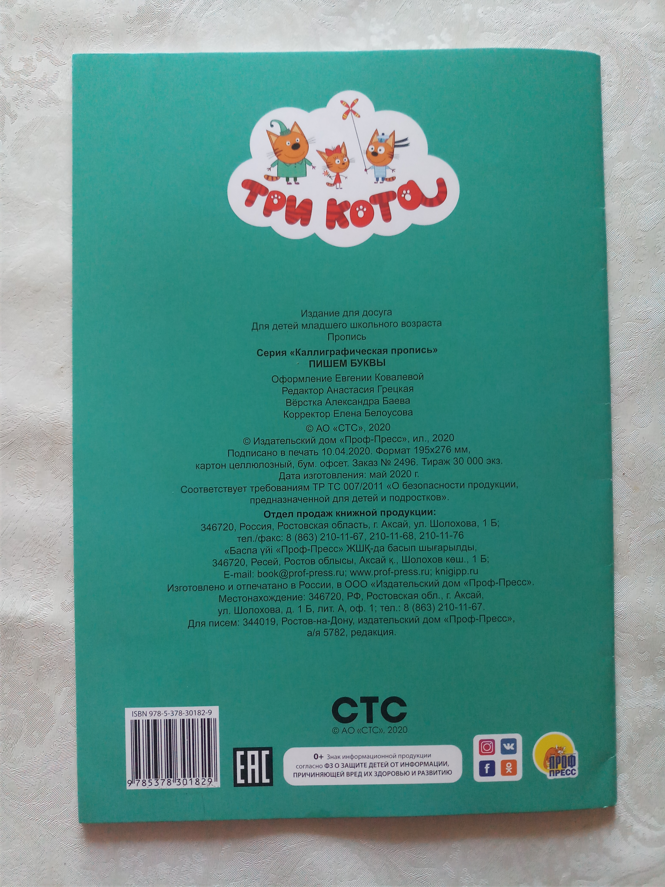 ТРИ КОТА
Издание для досуга
Для детей младшего школьного возраста
Пропись
Серия «Каллиграфическая пропись»
ПИШЕМ БУКВЫ
Оформление Евгении Ковалевой
Редактор Анастасия Грецкая
Вёрстка Александра Баева
Корректор Елена Белоусова
© АО «СТС», 2020
© Издательский дом «Проф-Пресс», ил., 2020
Подписано в печать 10.04.2020. Формат 195х276 мм,
картон целлюлозный, бум. офсет. Заказ № 2496. Тираж 30 000 экз.
Дата изготовления: май 2020 г.
Соответствует требованиям ТР ТС 007/2011 «О безопасности продукции,
предназначенной для детей и подростков».
Отдел продаж книжной продукции:
346720, Россия, Ростовская область, г. Аксай, ул. Шолохова, 1 Б;
тел./факс: 8 (863) 210-11-67, 210-11-68, 210-11-76
«Баспа үйі «Проф-Пресс» ЖШҚ-да басып шығарылды,
346720, Ресей, Ростов облысы, Аксай қ., Шолохов көш., 1 Б;
E-mail: book@prof-press.ru; www.prof-press.ru; knigipp.ru
Изготовлено и отпечатано в России, в ООО «Издательский дом «Проф-Пресс».
Местонахождение: 346720, РФ, Ростовская обл., г. Аксай,
ул. Шолохова, д. 1 Б, лит. А, оф. 1; тел.: 8 (863) 210-11-67.
Для писем: 344019, Ростов-на-Дону, издательский дом «Проф-Пресс»,
а/я 5782, редакция.
ISBN 978-5-378-30182-9
9 785378 301829
СТС
© АО «СТС», 2020
EAC
0+ Знак информационной продукции
согласно ФЗ О ЗАЩИТЕ ДЕТЕЙ ОТ ИНФОРМАЦИИ,
ПРИЧИНЯЮЩЕЙ ВРЕД ИХ ЗДОРОВЬЮ И РАЗВИТИЮ
ПРОФ
ПРЕСС